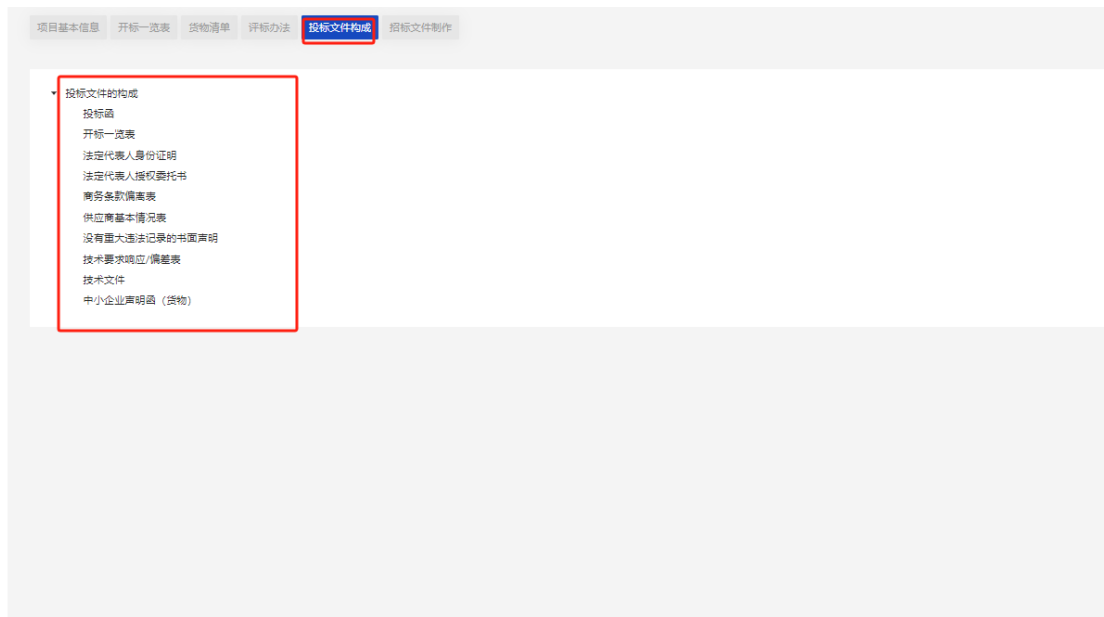 项目基本信息 开标一览表 货物清单 评标办法 投标文件构成 招标文件制作
投标文件的构成
投标函
开标一览表
法定代表人身份证明
法定代表人授权委托书
商务条款偏离表
供应商基本情况表
没有重大违法记录的书面声明
技术要求响应/偏差表
技术文件
中小企业声明函（货物）